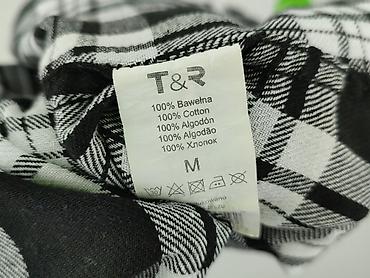 T&R
100% Bawełna
100% Cotton
100% Algodón
100% Algodão
100% Хлопок
M